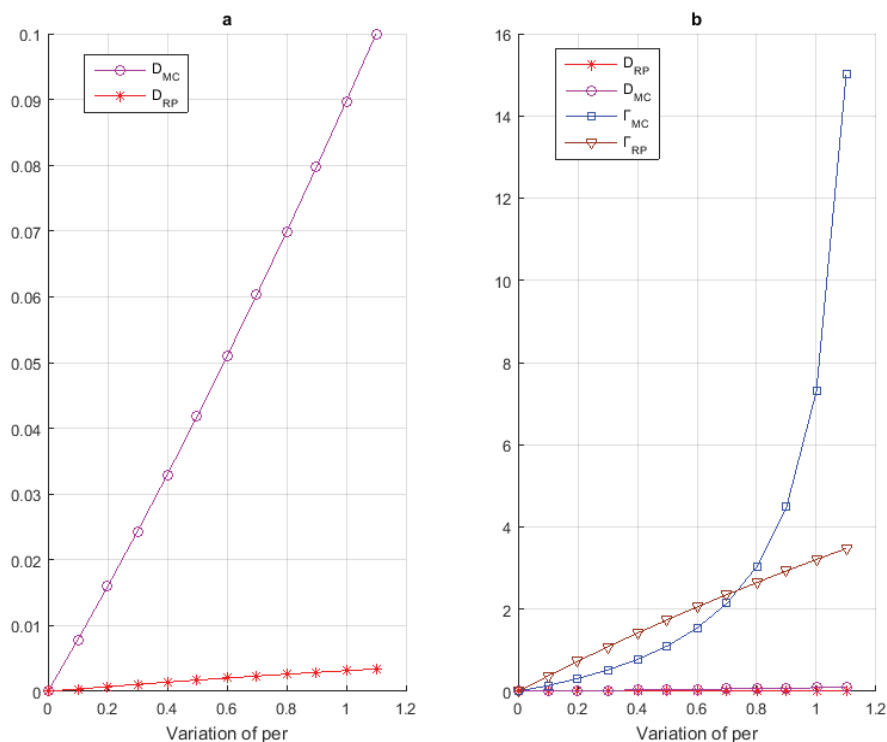 a
0.1
0.09
0.08
0.07
0.06
0.05
0.04
0.03
0.02
0.01
0
0 0.2 0.4 0.6 0.8 1 1.2
Variation of per
D_MC
D_RP
b
16
14
12
10
8
6
4
2
0
0 0.2 0.4 0.6 0.8 1 1.2
Variation of per
D_RP
D_MC
Γ_MC
Γ_RP